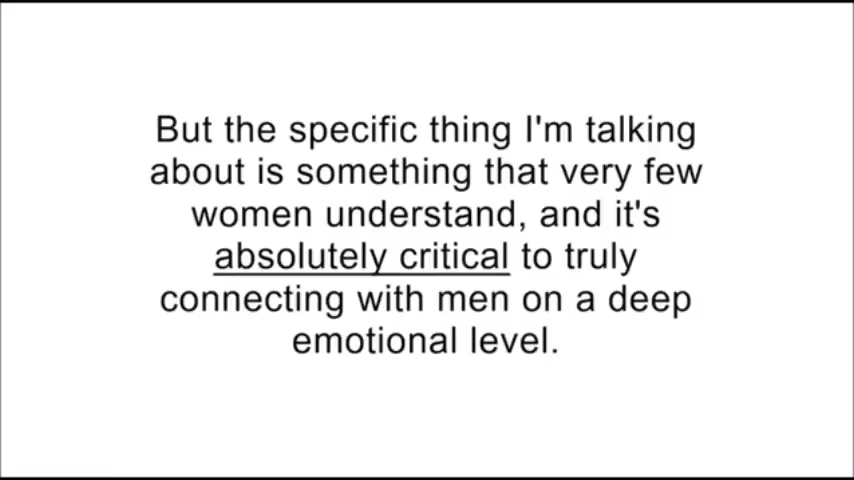 But the specific thing I'm talking
about is something that very few
women understand, and it's
absolutely critical to truly
connecting with men on a deep
emotional level.